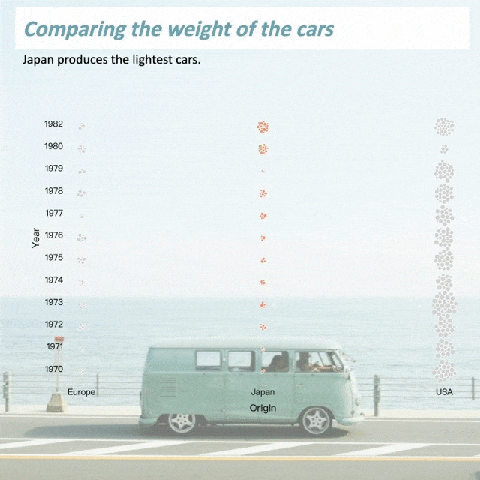 Comparing the weight of the cars
Japan produces the lightest cars.
1982
1980
1979
1978
1977
1976
1975
1974
1973
1972
1971
1970
Year
Europe
Japan
USA
Origin